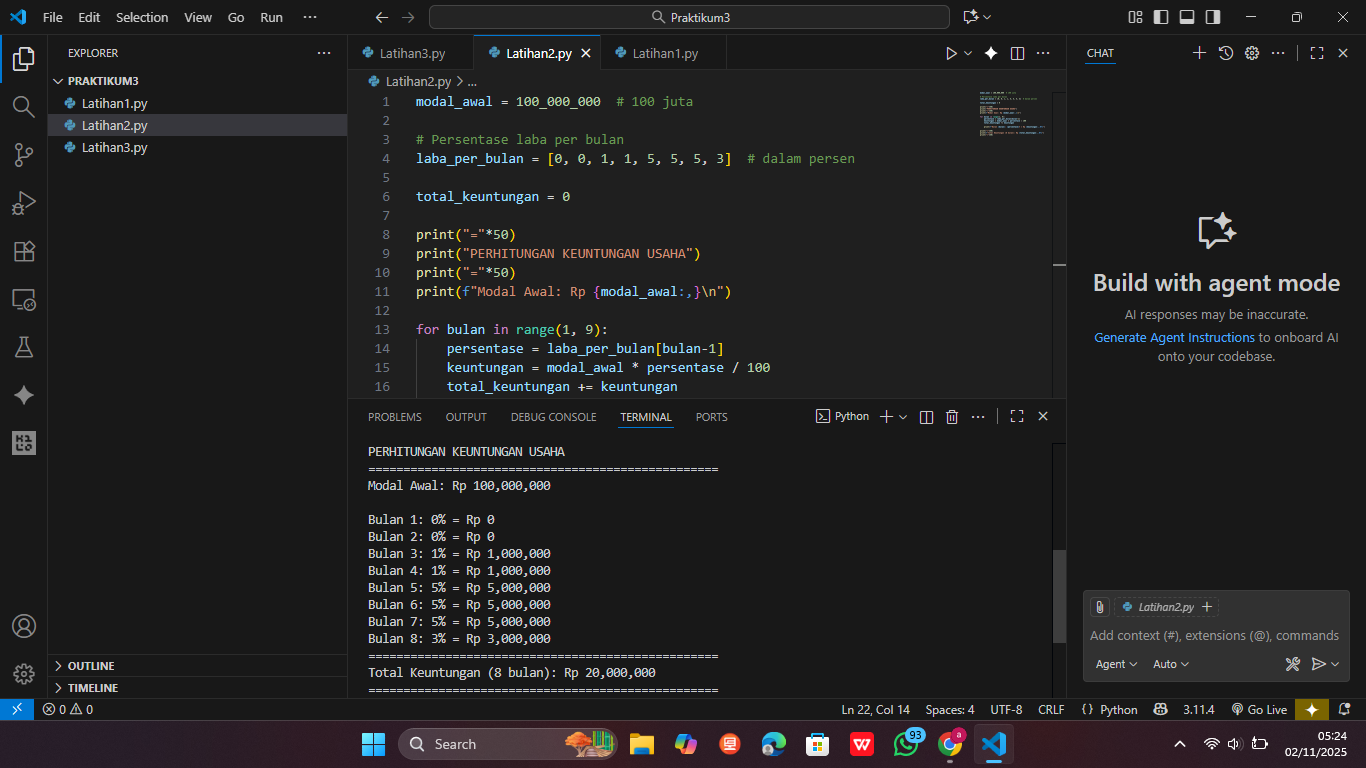 File Edit Selection View Go Run ···
Praktikum3
EXPLORER
PRAKTIKUM3
Latihan1.py
Latihan2.py
Latihan3.py
OUTLINE
TIMELINE
Latihan3.py Latihan2.py Latihan1.py
Latihan2.py > ...
1 modal_awal = 100_000_000  # 100 juta
2
3 # Persentase laba per bulan
4 laba_per_bulan = [0, 0, 1, 1, 5, 5, 5, 3]  # dalam persen
5
6 total_keuntungan = 0
7
8 print("="*50)
9 print("PERHITUNGAN KEUNTUNGAN USAHA")
10 print("="*50)
11 print(f"Modal Awal: Rp {modal_awal:,}\n")
12
13 for bulan in range(1, 9):
14     persentase = laba_per_bulan[bulan-1]
15     keuntungan = modal_awal * persentase / 100
16     total_keuntungan += keuntungan
PROBLEMS OUTPUT DEBUG CONSOLE TERMINAL PORTS
Python
PERHITUNGAN KEUNTUNGAN USAHA
==================================================
Modal Awal: Rp 100,000,000
Bulan 1: 0% = Rp 0
Bulan 2: 0% = Rp 0
Bulan 3: 1% = Rp 1,000,000
Bulan 4: 1% = Rp 1,000,000
Bulan 5: 5% = Rp 5,000,000
Bulan 6: 5% = Rp 5,000,000
Bulan 7: 5% = Rp 5,000,000
Bulan 8: 3% = Rp 3,000,000
==================================================
Total Keuntungan (8 bulan): Rp 20,000,000
==================================================
CHAT
Build with agent mode
AI responses may be inaccurate.
Generate Agent Instructions to onboard AI
onto your codebase.
Latihan2.py +
Add context (#), extensions (@), commands
Agent Auto
0 0
Ln 22, Col 14 Spaces: 4 UTF-8 CRLF {} Python 3.11.4 Go Live
Search
93
a
05:24
02/11/2025